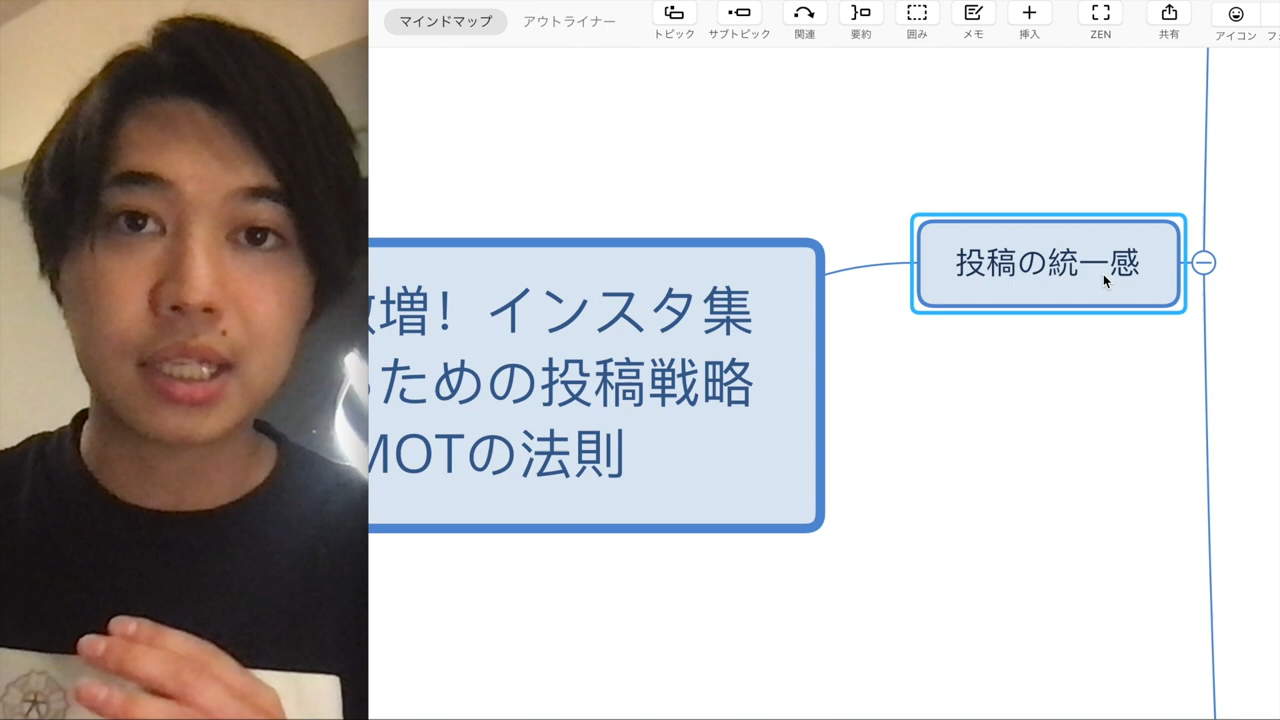 マインドマップ
アウトライナー
トピック
サブトピック
関連
要約
囲み
メモ
挿入
ZEN
共有
アイコン
投稿の統一感
増！インスタ集
ための投稿戦略
MOTの法則